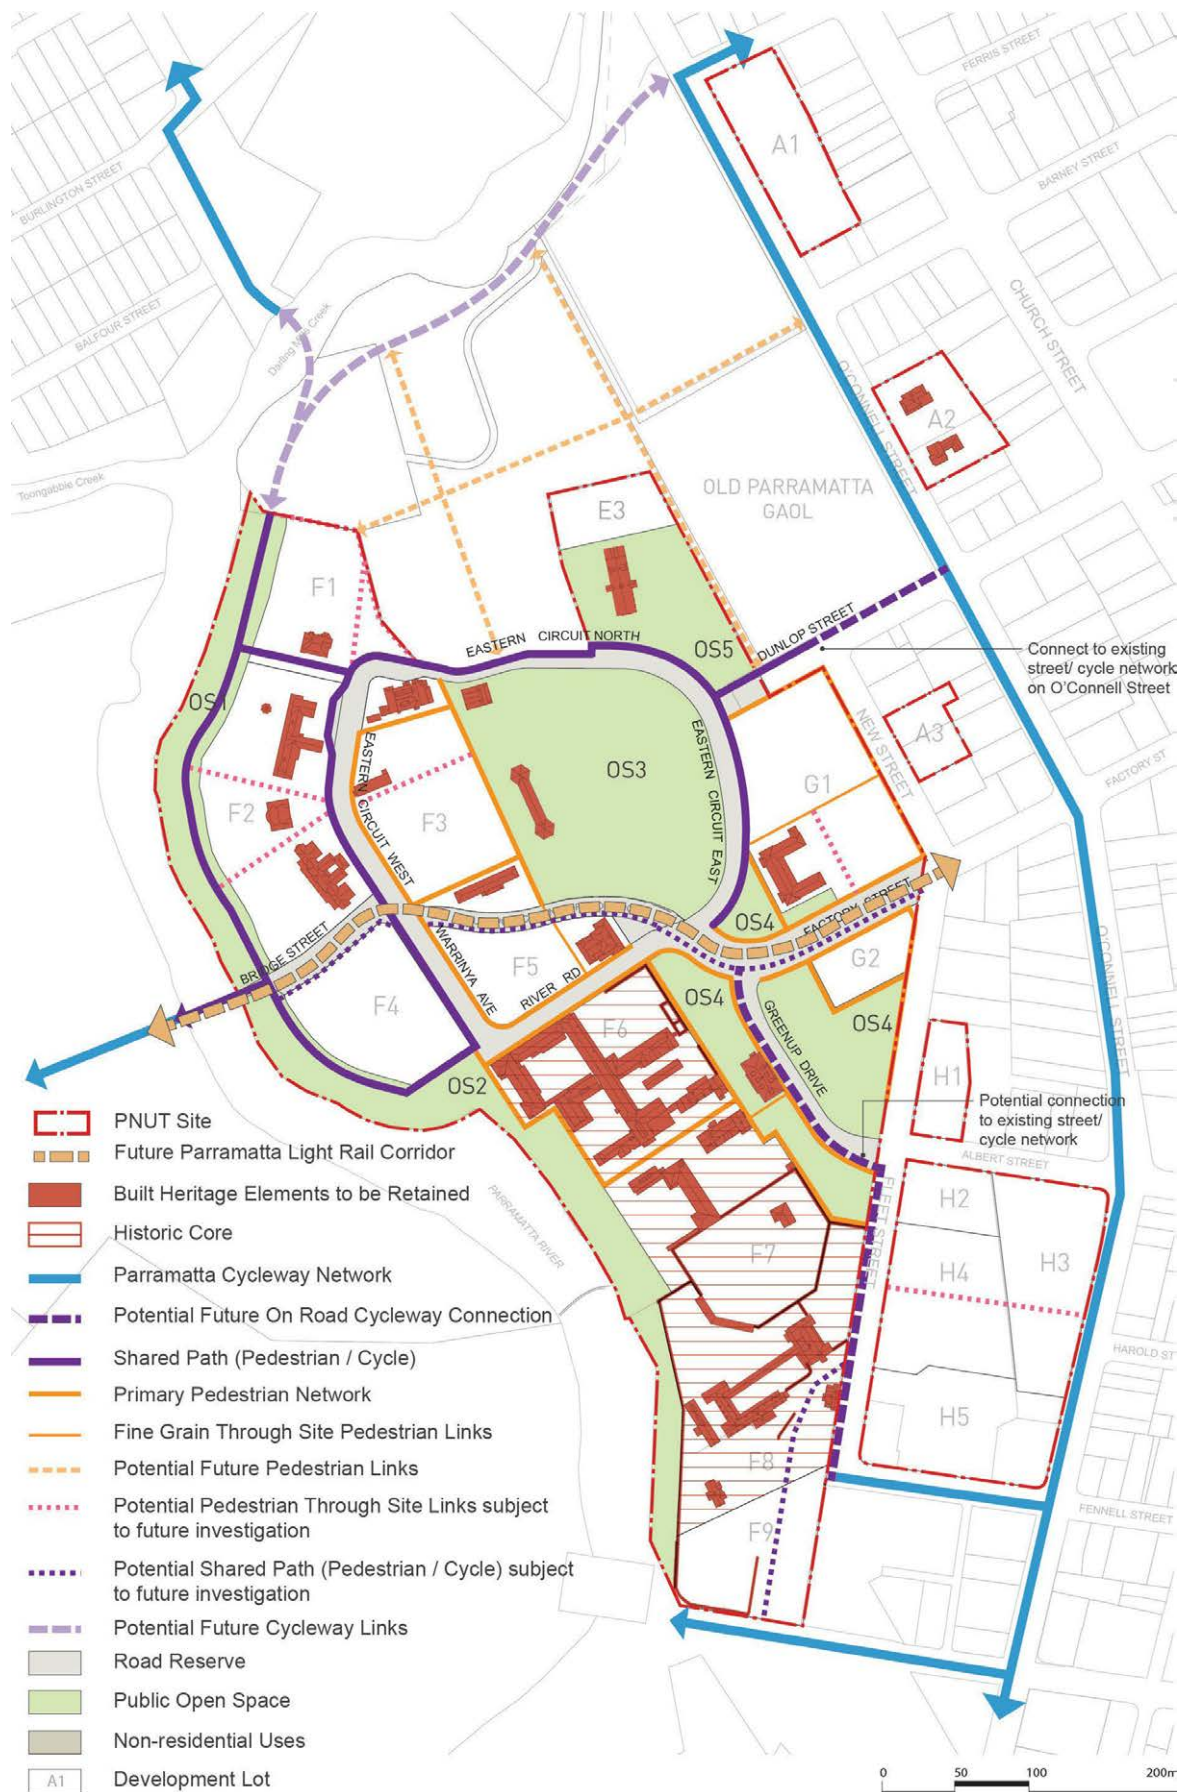 FERRIS STREET
A1
BARNEY STREET
BURLINGTON STREET
CHURCH STREET
BALFOUR STREET
Darling Mills Creek
O'CONNELL STREET
A2
Toongabbie Creek
E3
OLD PARRAMATTA
GAOL
F1
EASTERN CIRCUIT NORTH
OS5
DUNLOP STREET
Connect to existing
street/ cycle network
on O'Connell Street
OS1
NEW STREET
A3
EASTERN CIRCUIT WEST
OS3
EASTERN CIRCUIT EAST
FACTORY ST
G1
F2
F3
OS4
FACTORY STREET
BRIDGE STREET
WARRINYA AVE
F5
RIVER RD
G2
O'CONNELL STREET
F4
OS4
F6
GREENUP DRIVE
OS4
OS2
H1
Potential connection
to existing street/
cycle network
ALBERT STREET
PARRAMATTA RIVER
FLEET STREET
H2
F7
H4
H3
HAROLD ST
H5
F8
FENNELL STREET
F9
PNUT Site
Future Parramatta Light Rail Corridor
Built Heritage Elements to be Retained
Historic Core
Parramatta Cycleway Network
Potential Future On Road Cycleway Connection
Shared Path (Pedestrian / Cycle)
Primary Pedestrian Network
Fine Grain Through Site Pedestrian Links
Potential Future Pedestrian Links
Potential Pedestrian Through Site Links subject
to future investigation
Potential Shared Path (Pedestrian / Cycle) subject
to future investigation
Potential Future Cycleway Links
Road Reserve
Public Open Space
Non-residential Uses
A1 Development Lot
0 50 100 200m